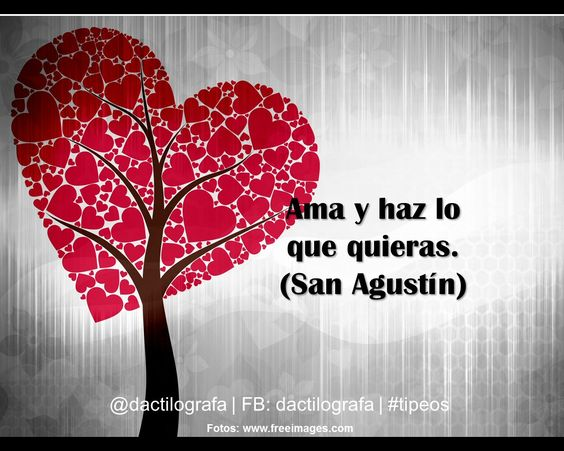 Ama y haz lo
que quieras.
(San Agustín)
@dactilografa | FB: dactilografa | #tipeos
Fotos: www.freeimages.com